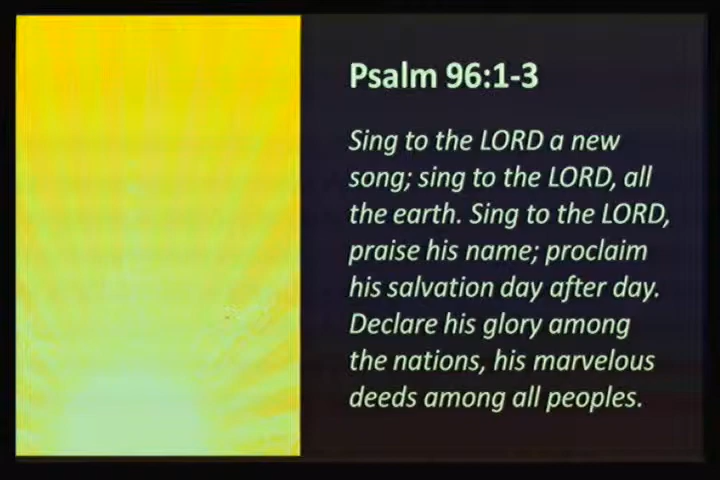 Psalm 96:1-3
Sing to the LORD a new
song; sing to the LORD, all
the earth. Sing to the LORD,
praise his name; proclaim
his salvation day after day.
Declare his glory among
the nations, his marvelous
deeds among all peoples.